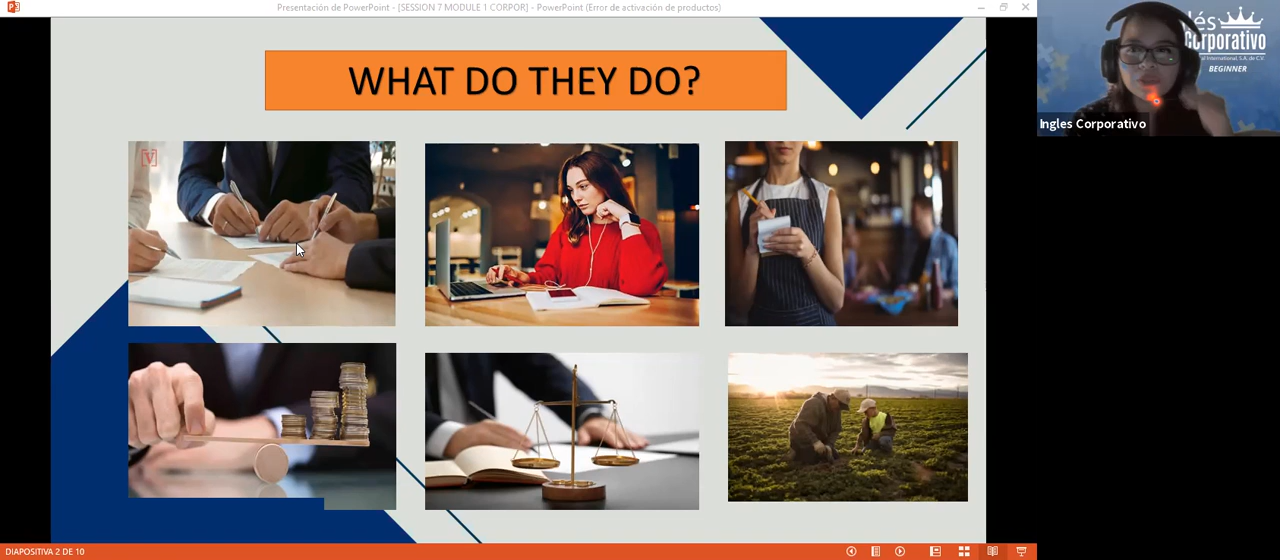 Presentación de PowerPoint - [SESSION 7 MODULE 1 CORPOR] - PowerPoint (Error de activación de productos)
WHAT DO THEY DO?
[V]
és
Corporativo
BEGINNER
Ingles Corporativo
DIAPOSITIVA 2 DE 10